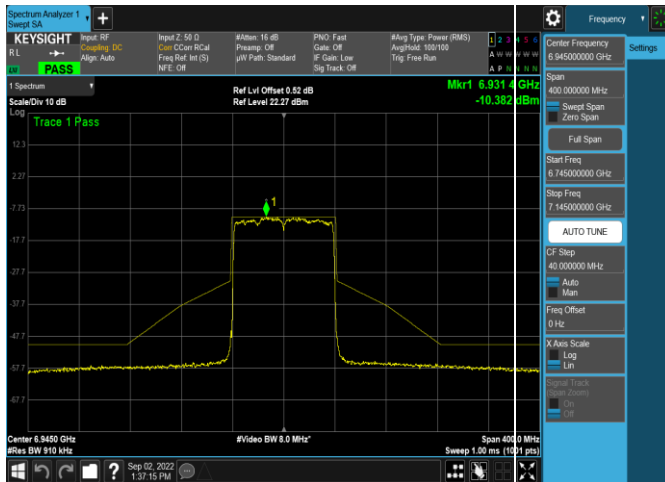 Spectrum Analyzer 1
Swept SA
+
Frequency
KEYSIGHT
Input: RF
Coupling: DC
Align: Auto
Input Z: 50 Ω
Corr CCorr RCal
Freq Ref: Int (S)
NFE: Off
#Atten: 16 dB
Preamp: Off
µW Path: Standard
PNO: Fast
Gate: Off
IF Gain: Low
Sig Track: Off
#Avg Type: Power (RMS)
Avg|Hold: 100/100
Trig: Free Run
1 2 3 4 5 6
A W W W W W
A P N N N N
R L
PASS
1 Spectrum
Scale/Div 10 dB
Ref Lvl Offset 0.52 dB
Ref Level 22.27 dBm
Mkr1 6.931 4 GHz
-10.382 dBm
Log
Trace 1 Pass
12.3
2.27
-7.73
-17.7
-27.7
-37.7
-47.7
-57.7
-67.7
1
Center 6.9450 GHz
#Res BW 910 kHz
#Video BW 8.0 MHz*
Span 400.0 MHz
Sweep 1.00 ms (1001 pts)
Sep 02, 2022
1:37:15 PM
?
Settings
Center Frequency
6.945000000 GHz
Span
400.000000 MHz
Swept Span
Zero Span
Full Span
Start Freq
6.745000000 GHz
Stop Freq
7.145000000 GHz
AUTO TUNE
CF Step
40.000000 MHz
Auto
Man
Freq Offset
0 Hz
X Axis Scale
Log
Lin
Signal Track
(Span Zoom)
On
Off